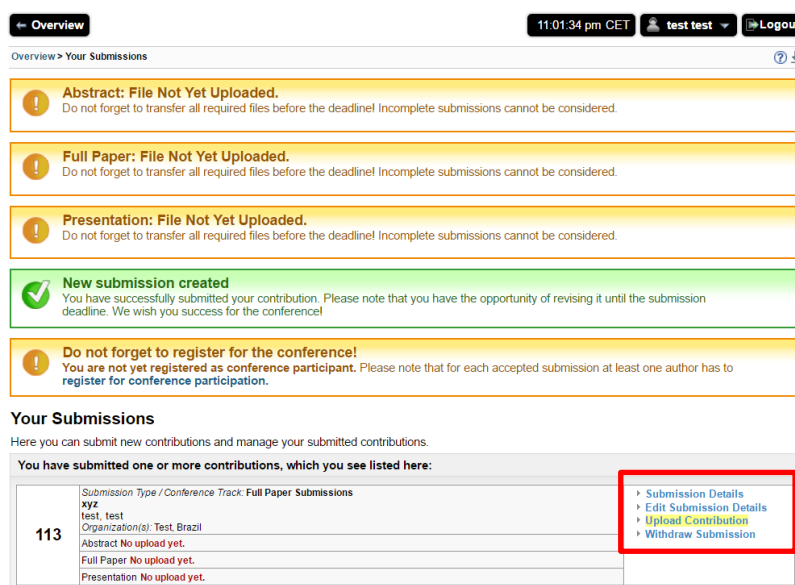 ← Overview
11:01:34 pm CET
test test
Logou
Overview > Your Submissions
Abstract: File Not Yet Uploaded.
Do not forget to transfer all required files before the deadline! Incomplete submissions cannot be considered.
Full Paper: File Not Yet Uploaded.
Do not forget to transfer all required files before the deadline! Incomplete submissions cannot be considered.
Presentation: File Not Yet Uploaded.
Do not forget to transfer all required files before the deadline! Incomplete submissions cannot be considered.
New submission created
You have successfully submitted your contribution. Please note that you have the opportunity of revising it until the submission
deadline. We wish you success for the conference!
Do not forget to register for the conference!
You are not yet registered as conference participant. Please note that for each accepted submission at least one author has to
register for conference participation.
Your Submissions
Here you can submit new contributions and manage your submitted contributions.
You have submitted one or more contributions, which you see listed here:
113
Submission Type / Conference Track: Full Paper Submissions
xyz
test, test
Organization(s): Test, Brazil
Abstract No upload yet.
Full Paper No upload yet.
Presentation No upload yet.
Submission Details
Edit Submission Details
Upload Contribution
Withdraw Submission